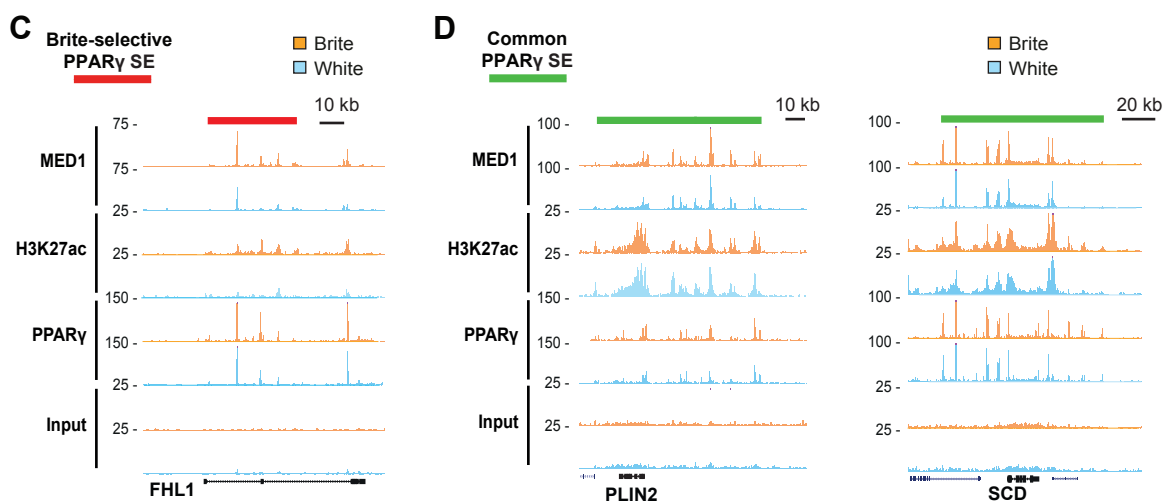 C
Brite-selective
PPARγ SE
Brite
White
10 kb
75 -
MED1
75 -
25 -
H3K27ac
25 -
150 -
PPARγ
150 -
25 -
Input
25 -
FHL1
D
Common
PPARγ SE
10 kb
100 -
MED1
100 -
25 -
H3K27ac
25 -
150 -
PPARγ
150 -
25 -
Input
25 -
PLIN2
Brite
White
20 kb
100 -
100 -
25 -
25 -
100 -
100 -
25 -
25 -
SCD